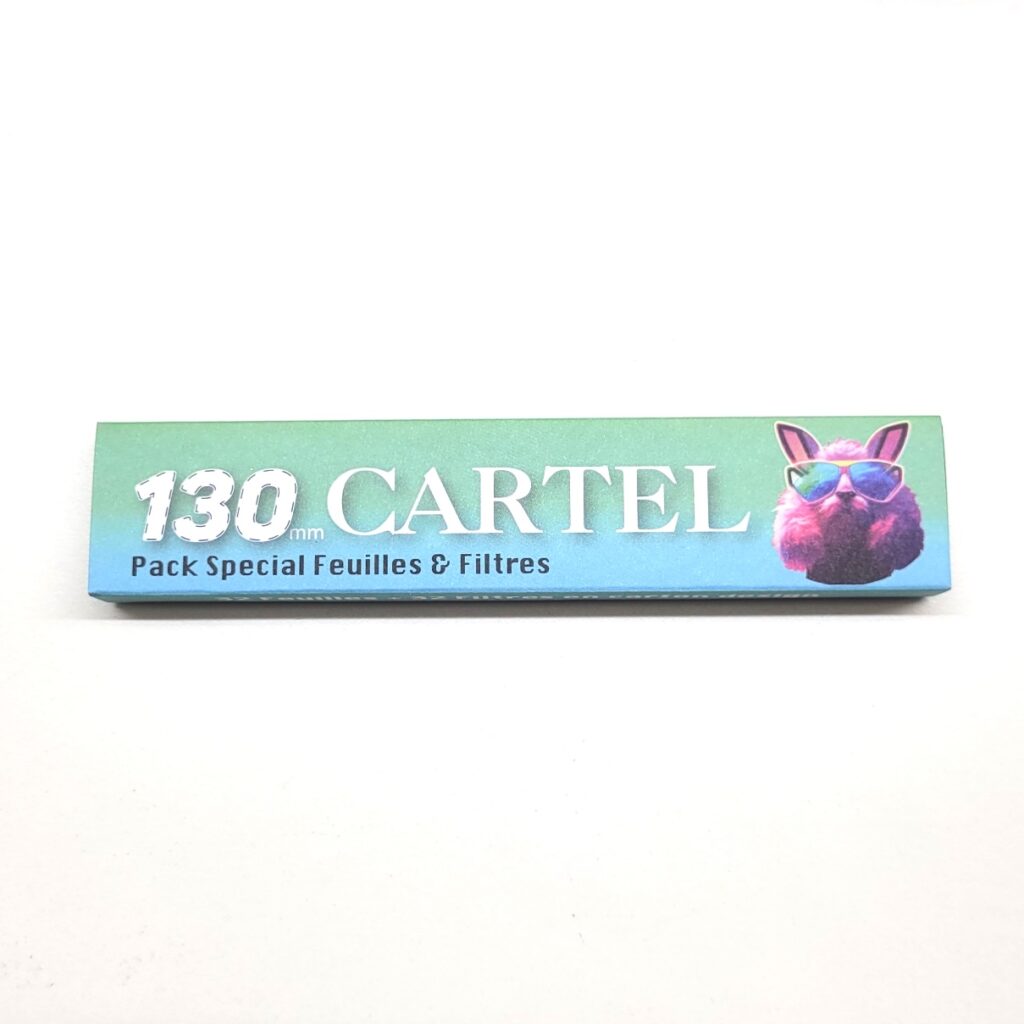 130mm CARTEL
Pack Special Feuilles & Filtres